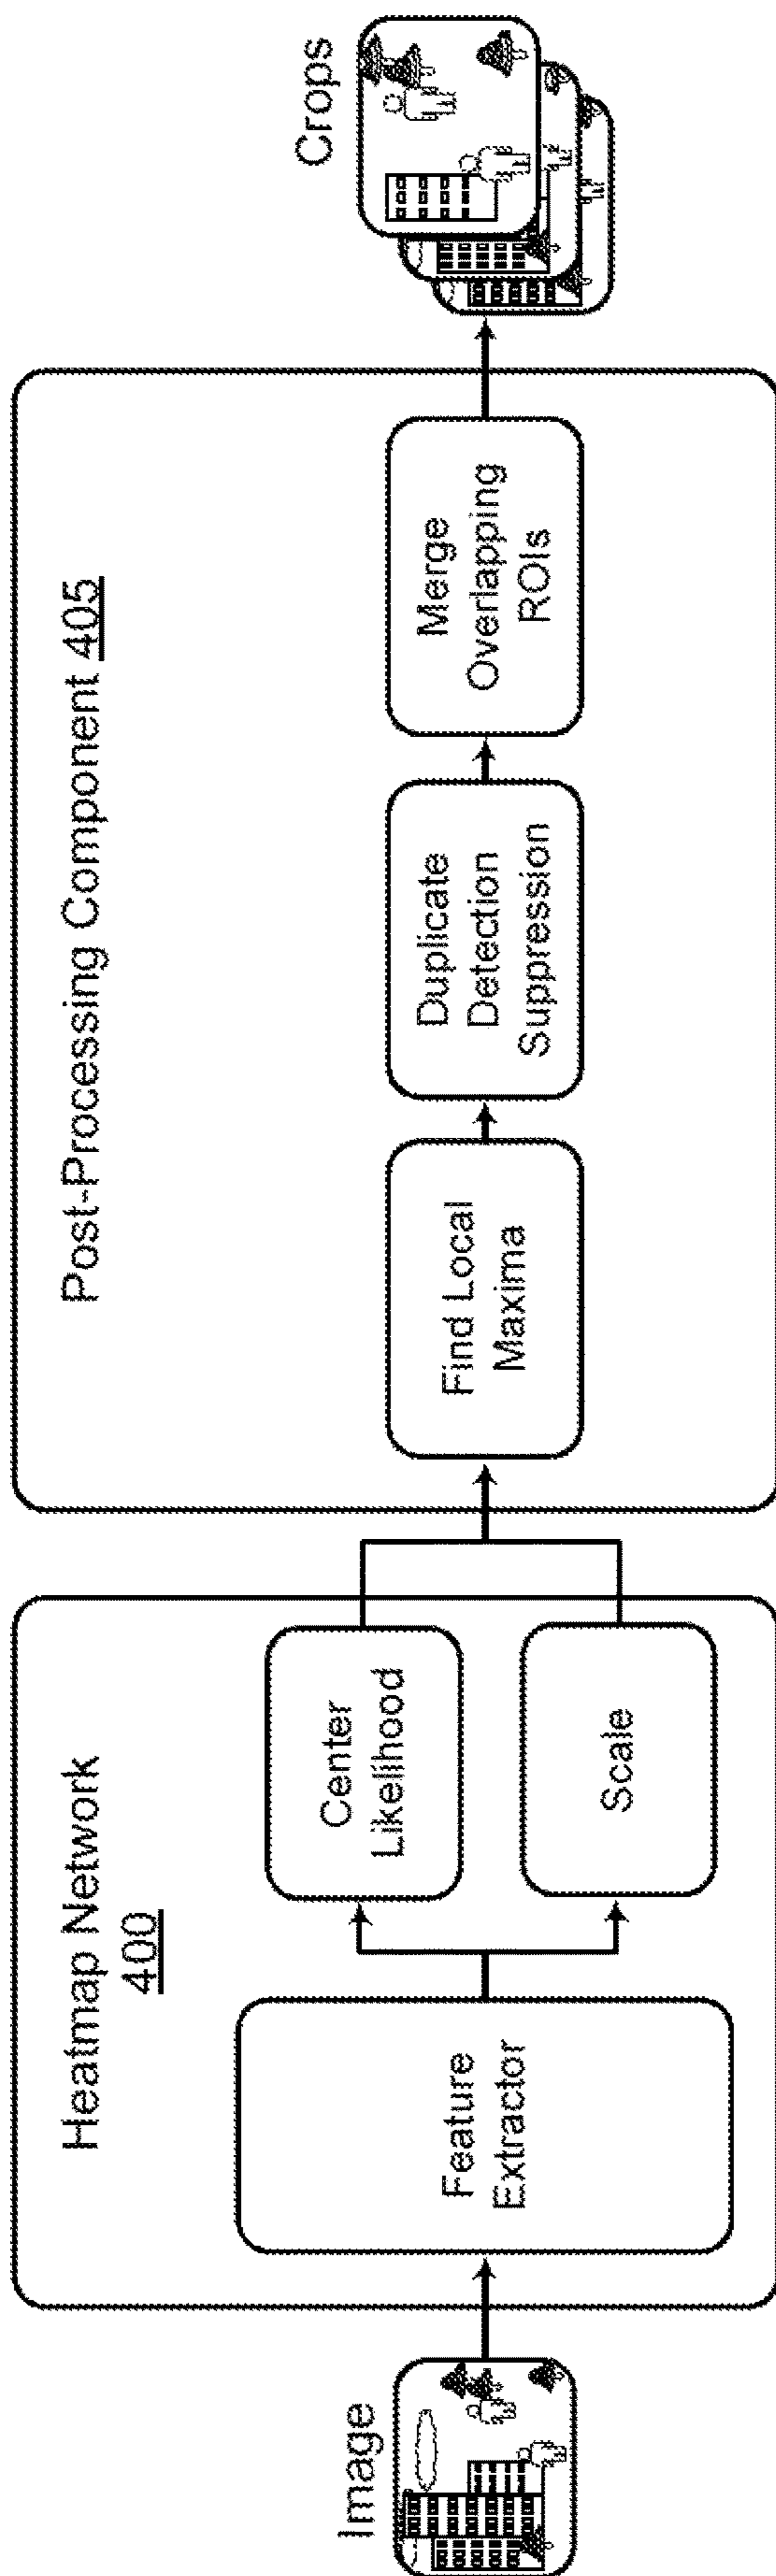 Image
Heatmap Network
400
Feature
Extractor
Center
Likelihood
Scale
Post-Processing Component 405
Find Local
Maxima
Duplicate
Detection
Suppression
Merge
Overlapping
ROIs
Crops